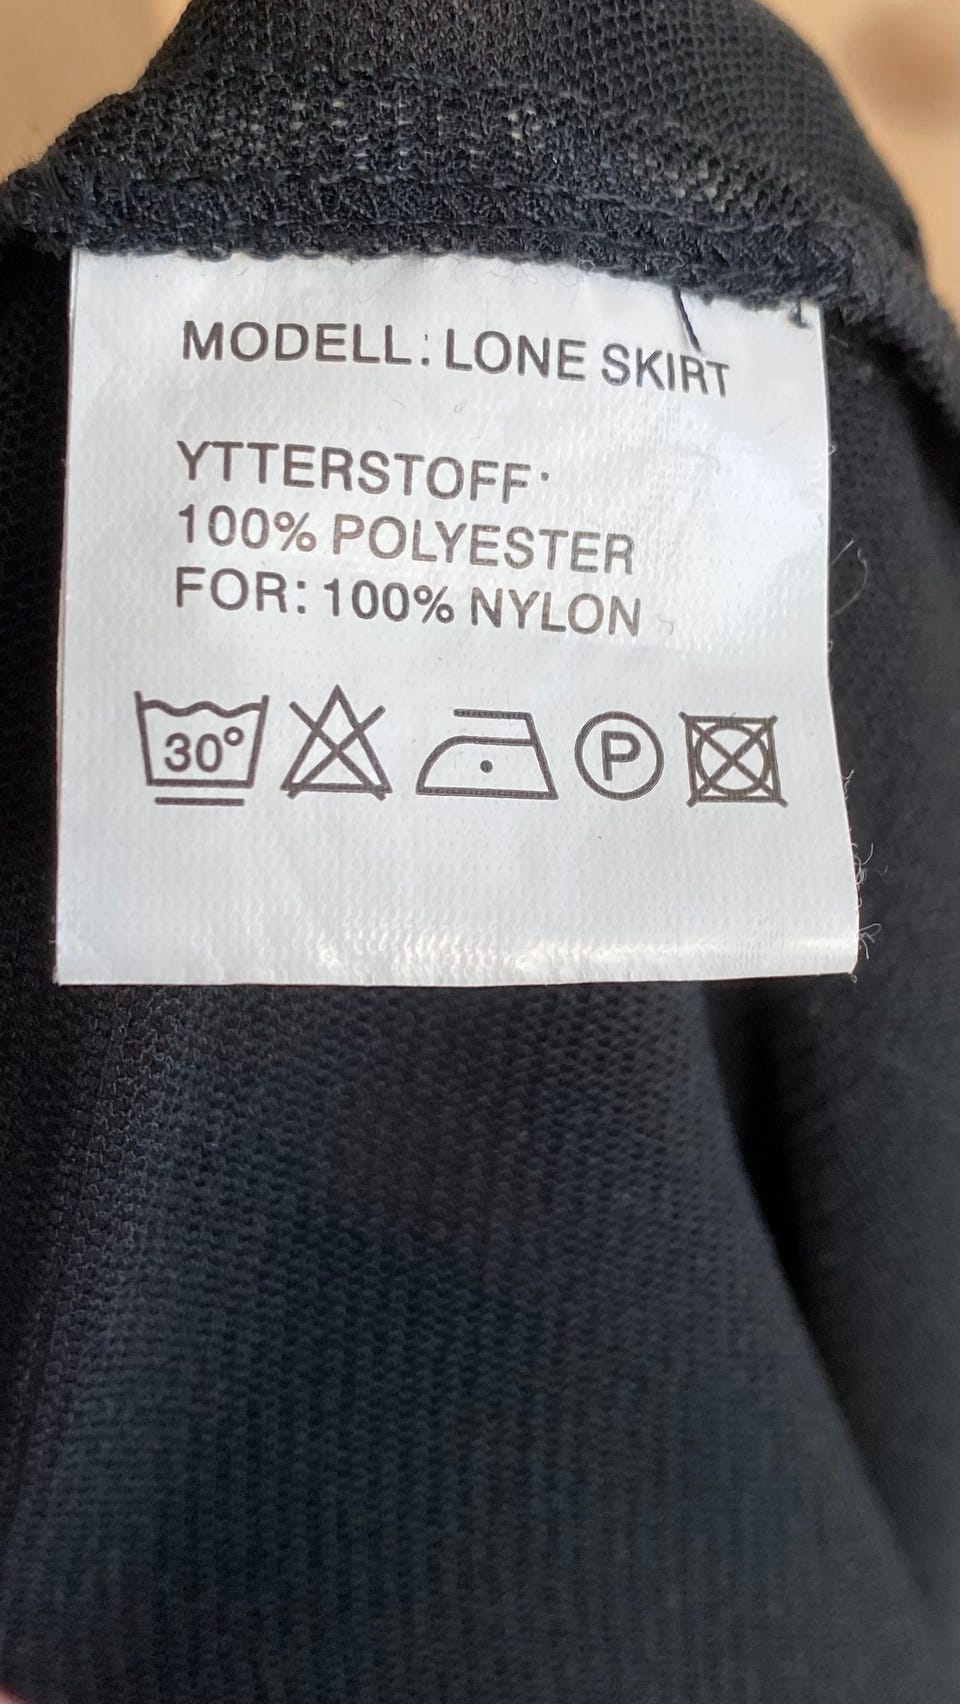 MODELL: LONE SKIRT
YTTERSTOFF:
100% POLYESTER
FOR: 100% NYLON
30° P